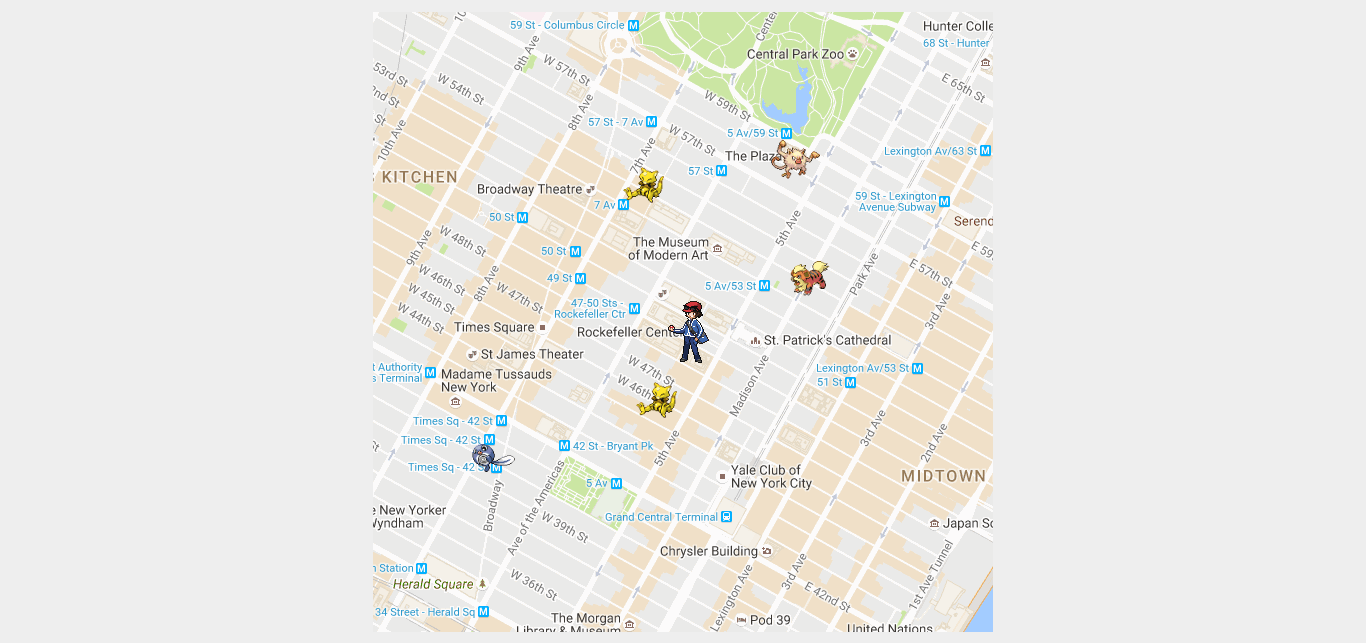 10
59 St - Columbus Circle M
Hunter Colle
Central
9th Ave
Central Park Zoo
68 St - Hunter
W 57th St
53rd St
W 54th St
E 65th St
2nd St
W 59th St
8th Ave
57 St - 7 Av M
W 57th St
5 Av/59 St M
10th Ave
7th Ave
The Plaz
Lexington Av/63 St M
57 St M
KITCHEN
Broadway Theatre
7 Av M
59 St - Lexington
Avenue Subway M
50 St M
Serend
5th Ave
W 48th St
9th Ave
The Museum
of Modern Art
50 St M
E 59
W 46th St
8th Ave
49 St M
5 Av/53 St M
Park Ave
E 57th St
W 45th St
W 47th St
47-50 Sts -
Rockefeller Ctr M
3rd Ave
W 44th St
Times Square
Rockefeller Cente
St. Patrick's Cathedral
St James Theater
t Authority
s Terminal M
W 47th St
Madame Tussauds
New York
W 46th
Lexington Av/53 St M
51 St M
Madison Ave
Times Sq - 42 St M
3rd Ave
2nd Ave
Times Sq - 42 St M
42 St - Bryant Pk
5th Ave
Times Sq - 42 S M
Yale Club of
New York City
MIDTOWN
5 Av M
Broadway
Ave of the Americas
e New Yorker
Wyndham
Grand Central Terminal
W 39th St
Japan So
Chrysler Building
n Station M
Herald Square
W 36th St
3rd Ave
Lexington Ave
E 42nd St
1st Ave Tunnel
34 Street - Herald Sq M
The Morgan
Library & Museum
Pod 39
United Nations